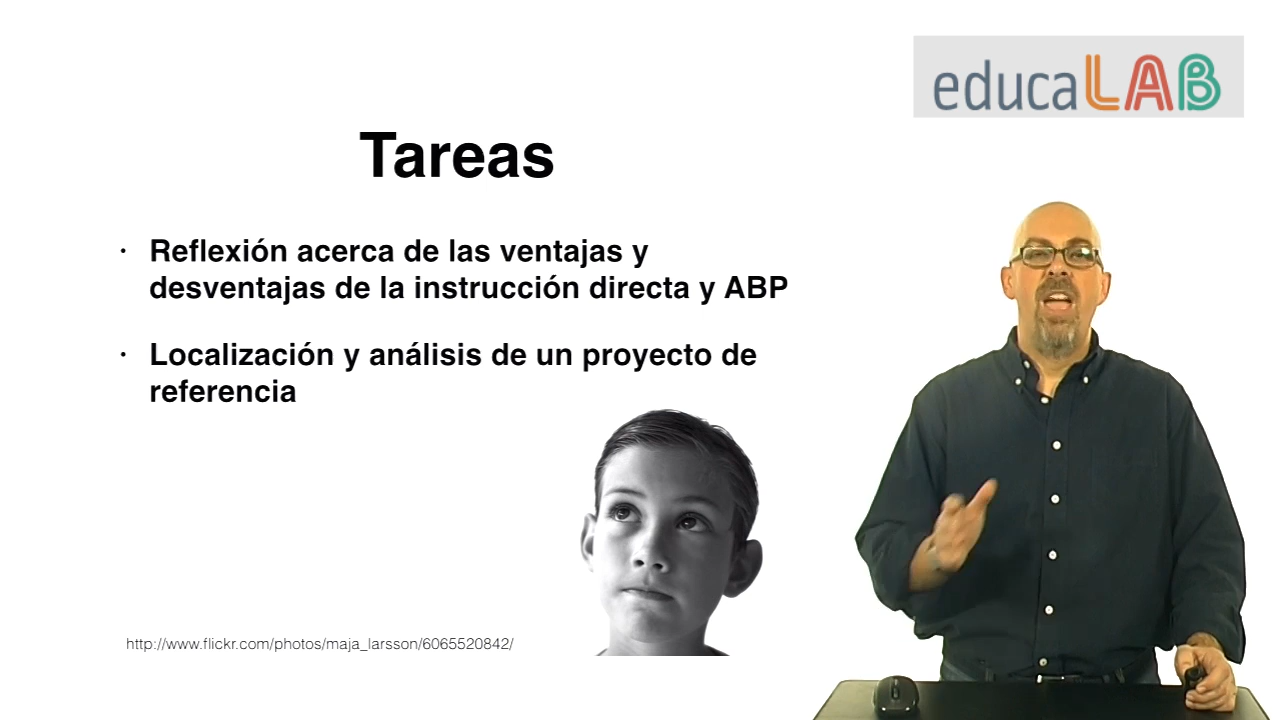 educaLAB
Tareas
• Reflexión acerca de las ventajas y
desventajas de la instrucción directa y ABP
• Localización y análisis de un proyecto de
referencia
http://www.flickr.com/photos/maja_larsson/6065520842/